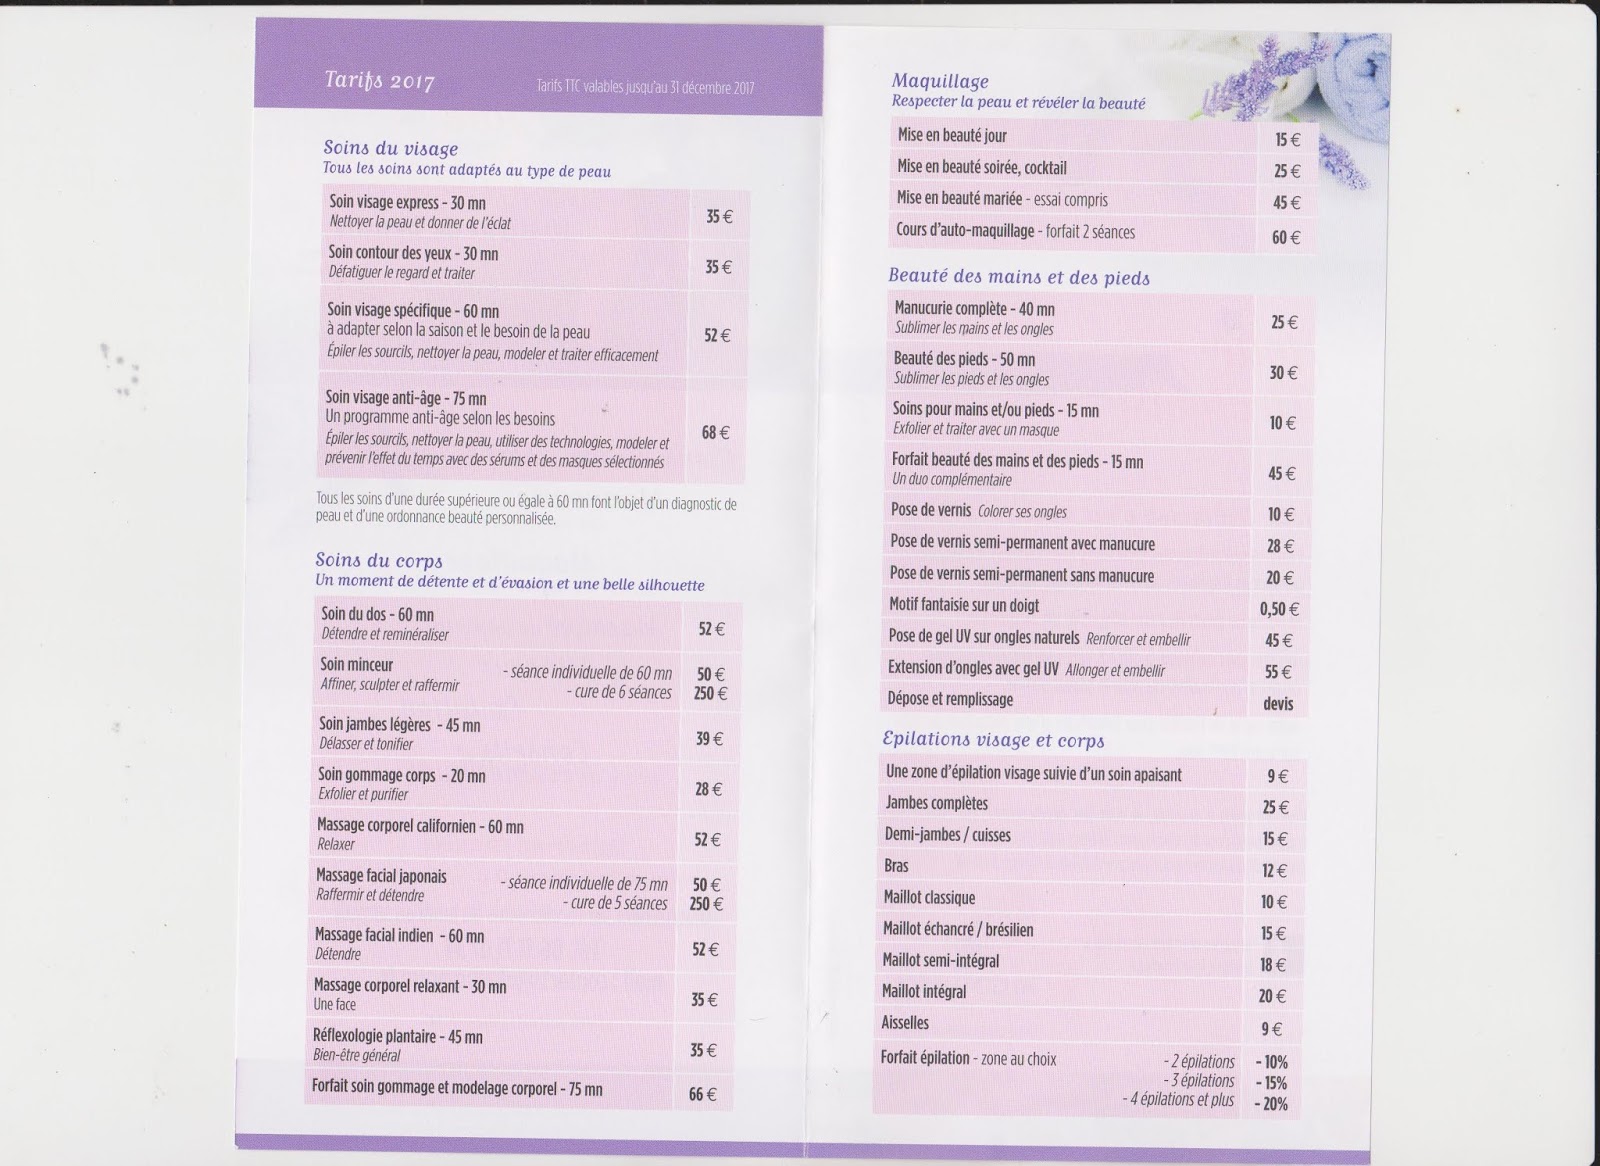 Tarifs 2017 Tarifs TTC valables jusqu'au 31 décembre 2017
Soins du visage
Tous les soins sont adaptés au type de peau
Soin visage express - 30 mn
Nettoyer la peau et donner de l'éclat
35 €
Soin contour des yeux - 30 mn
Défatiguer le regard et traiter
35 €
Soin visage spécifique - 60 mn
à adapter selon la saison et le besoin de la peau
Épiler les sourcils, nettoyer la peau, modeler et traiter efficacement
52 €
Soin visage anti-âge - 75 mn
Un programme anti-âge selon les besoins
Épiler les sourcils, nettoyer la peau, utiliser des technologies, modeler et
prévenir l'effet du temps avec des sérums et des masques sélectionnés
68 €
Tous les soins d'une durée supérieure ou égale à 60 mn font l'objet d'un diagnostic de
peau et d'une ordonnance beauté personnalisée.
Soins du corps
Un moment de détente et d'évasion et une belle silhouette
Soin du dos - 60 mn
Détendre et reminéraliser
52 €
Soin minceur - séance individuelle de 60 mn 50 €
Affiner, sculpter et raffermir - cure de 6 séances 250 €
Soin jambes légères - 45 mn
Délasser et tonifier
39 €
Soin gommage corps - 20 mn
Exfolier et purifier
28 €
Massage corporel californien - 60 mn
Relaxer
52 €
Massage facial japonais - séance individuelle de 75 mn 50 €
Raffermir et détendre - cure de 5 séances 250 €
Massage facial indien - 60 mn
Détendre
52 €
Massage corporel relaxant - 30 mn
Une face
35 €
Réflexologie plantaire - 45 mn
Bien-être général
35 €
Forfait soin gommage et modelage corporel - 75 mn 66 €
Maquillage
Respecter la peau et révéler la beauté
Mise en beauté jour 15 €
Mise en beauté soirée, cocktail 25 €
Mise en beauté mariée - essai compris 45 €
Cours d'auto-maquillage - forfait 2 séances 60 €
Beauté des mains et des pieds
Manucurie complète - 40 mn
Sublimer les mains et les ongles
25 €
Beauté des pieds - 50 mn
Sublimer les pieds et les ongles
30 €
Soins pour mains et/ou pieds - 15 mn
Exfolier et traiter avec un masque
10 €
Forfait beauté des mains et des pieds - 15 mn
Un duo complémentaire
45 €
Pose de vernis Colorer ses ongles 10 €
Pose de vernis semi-permanent avec manucure 28 €
Pose de vernis semi-permanent sans manucure 20 €
Motif fantaisie sur un doigt 0,50 €
Pose de gel UV sur ongles naturels Renforcer et embellir 45 €
Extension d'ongles avec gel UV Allonger et embellir 55 €
Dépose et remplissage devis
Epilations visage et corps
Une zone d'épilation visage suivie d'un soin apaisant 9 €
Jambes complètes 25 €
Demi-jambes / cuisses 15 €
Bras 12 €
Maillot classique 10 €
Maillot échancré / brésilien 15 €
Maillot semi-intégral 18 €
Maillot intégral 20 €
Aisselles 9 €
Forfait épilation - zone au choix - 2 épilations - 10%
- 3 épilations - 15%
- 4 épilations et plus - 20%